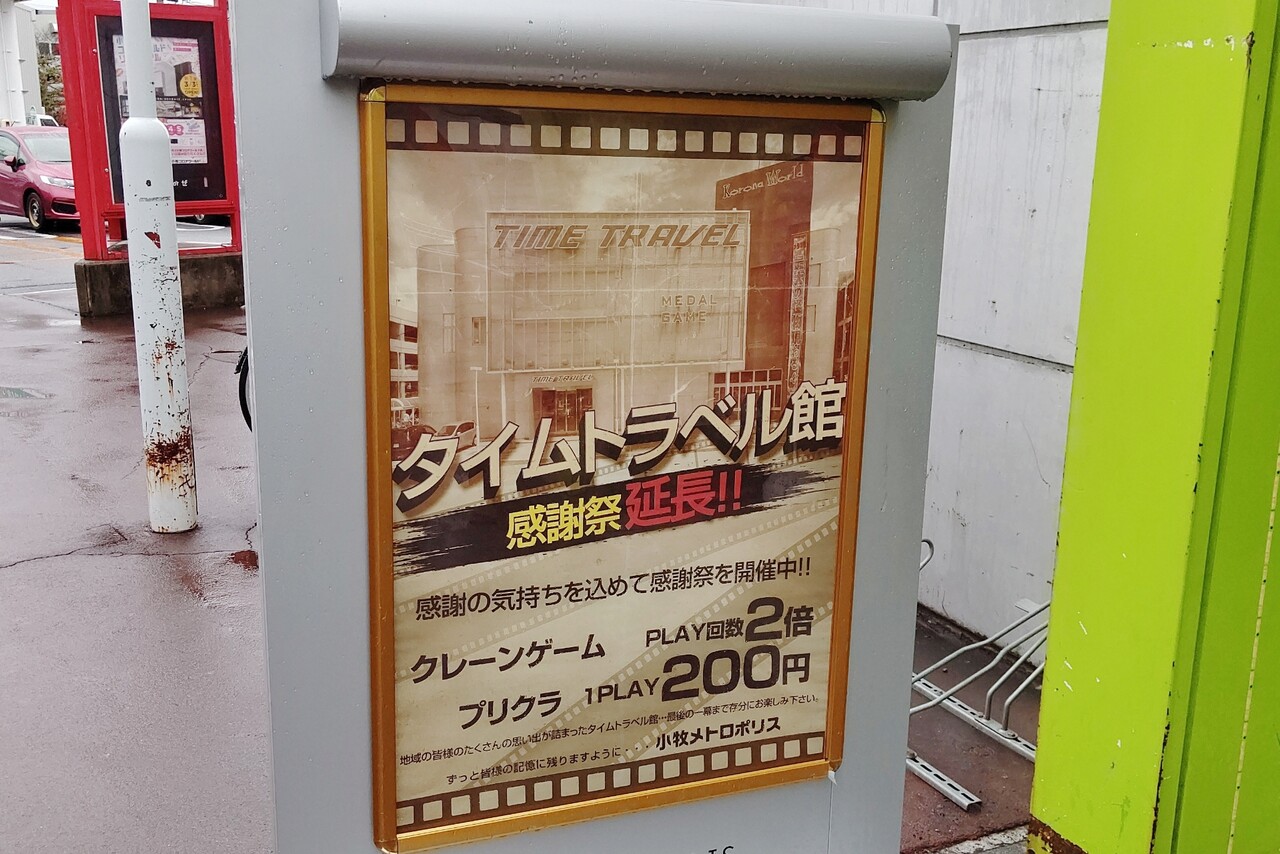 Korona World
TIME TRAVEL
MEDAL
GAME
TIME TRAVEL
タイムトラベル館
感謝祭延長!!
感謝の気持ちを込めて感謝祭を開催中!!
クレーンゲーム PLAY回数2倍
プリクラ 1PLAY200円
地域の皆様のたくさんの思い出が詰まったタイムトラベル館…最後の一幕まで存分にお楽しみ下さい。
ずっと皆様の記憶に残りますように・・・小牧メトロポリス